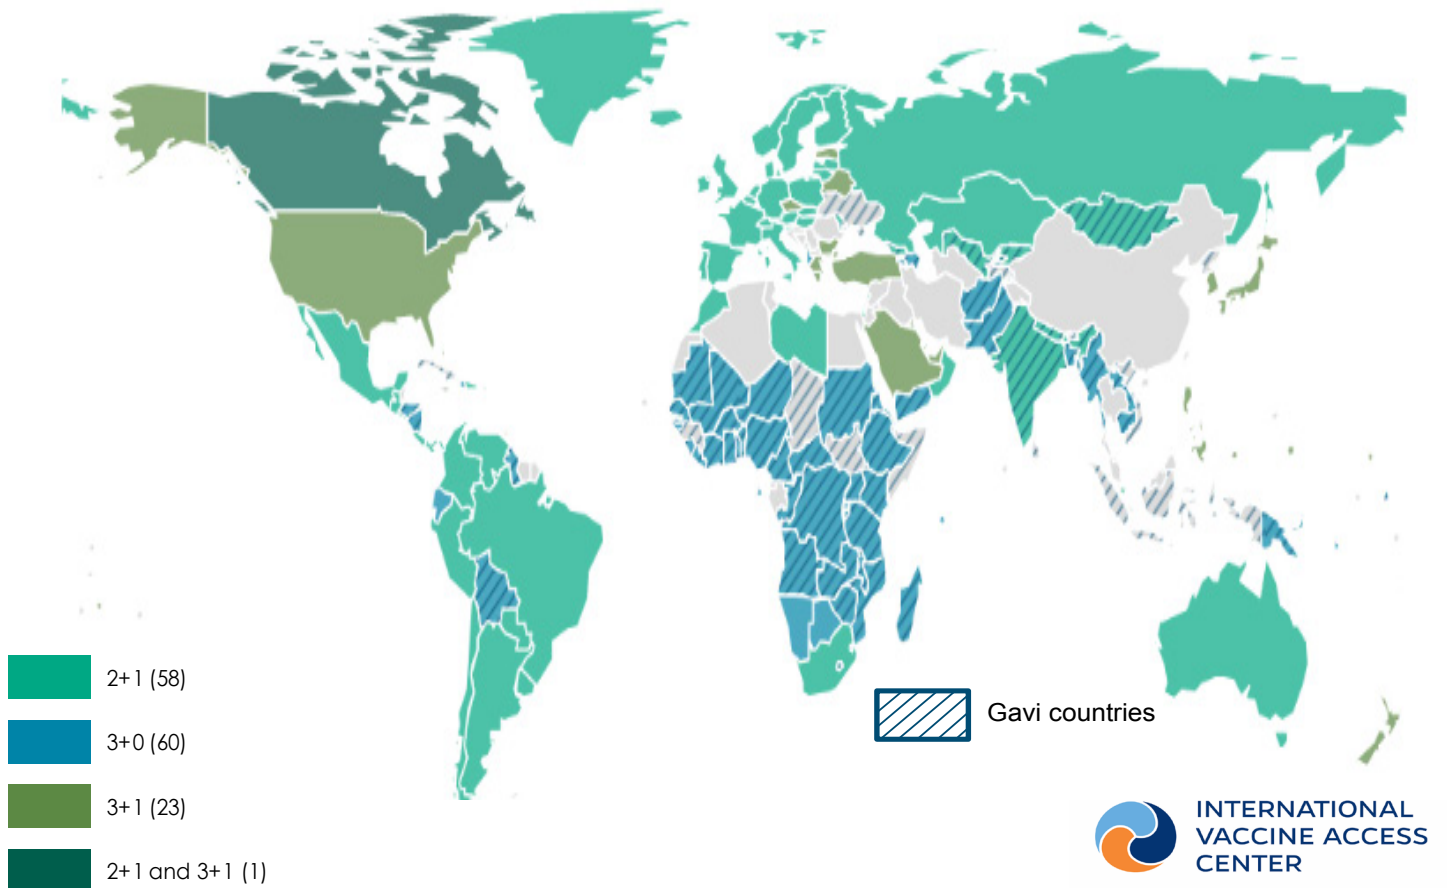 2+1 (58)
3+0 (60)
3+1 (23)
2+1 and 3+1 (1)
Gavi countries
INTERNATIONAL
VACCINE ACCESS
CENTER